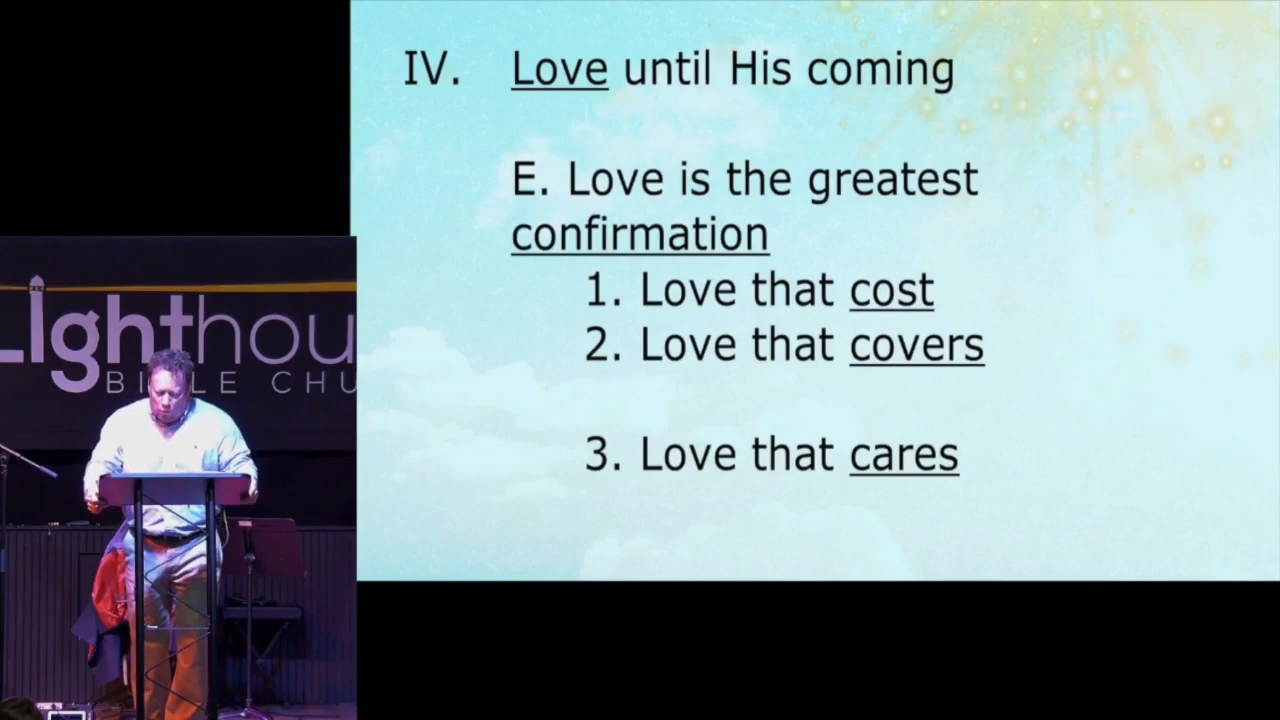 IV. Love until His coming
E. Love is the greatest
confirmation
1. Love that cost
2. Love that covers
3. Love that cares
Lighthou
BIBLE CHU